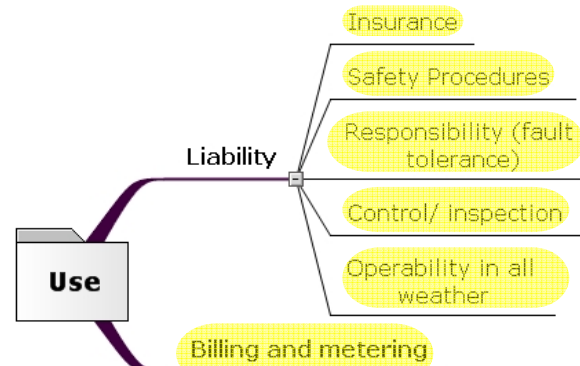 Insurance
Safety Procedures
Responsibility (fault
tolerance)
Liability
Control/ inspection
Operability in all
weather
Use
Billing and metering